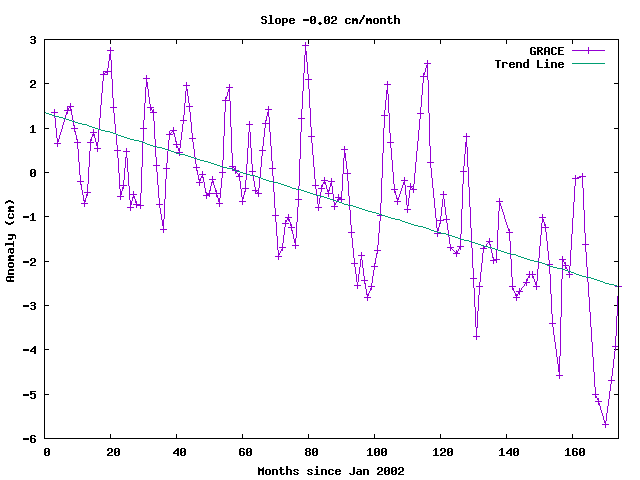 Slope -0.02 cm/month
GRACE
Trend Line
3
2
1
0
-1
-2
-3
-4
-5
-6
Anomaly (cm)
0 20 40 60 80 100 120 140 160
Months since Jan 2002